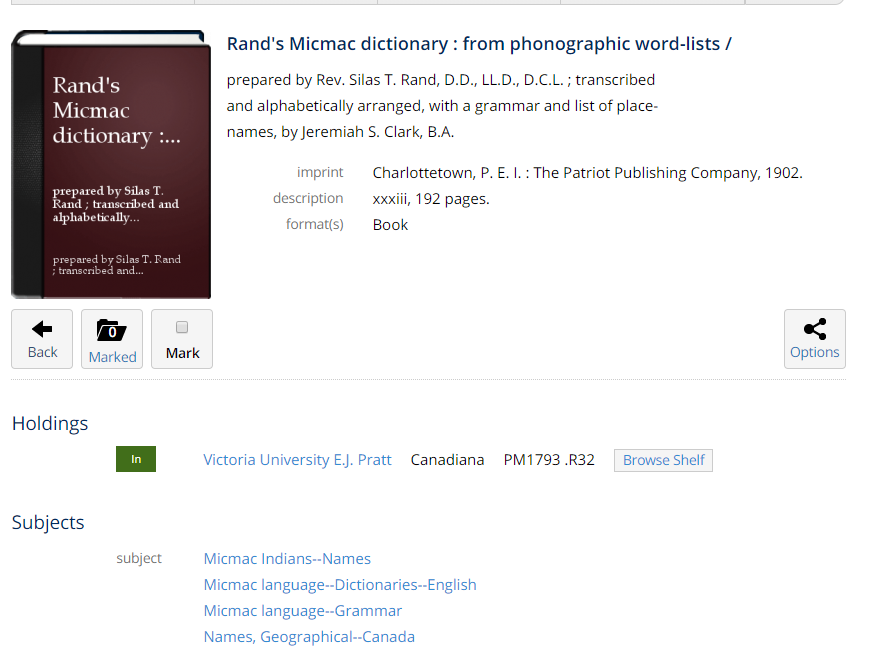 Rand's
Micmac
dictionary :...
prepared by Silas T.
Rand ; transcribed and
alphabetically...
prepared by Silas T. Rand
; transcribed and...
Rand's Micmac dictionary : from phonographic word-lists /
prepared by Rev. Silas T. Rand, D.D., LL.D., D.C.L. ; transcribed
and alphabetically arranged, with a grammar and list of place-
names, by Jeremiah S. Clark, B.A.
imprint Charlottetown, P. E. I. : The Patriot Publishing Company, 1902.
description xxxiii, 192 pages.
format(s) Book
Back
0
Marked
Mark
Options
Holdings
In Victoria University E.J. Pratt Canadiana PM1793 .R32 Browse Shelf
Subjects
subject Micmac Indians--Names
Micmac language--Dictionaries--English
Micmac language--Grammar
Names, Geographical--Canada